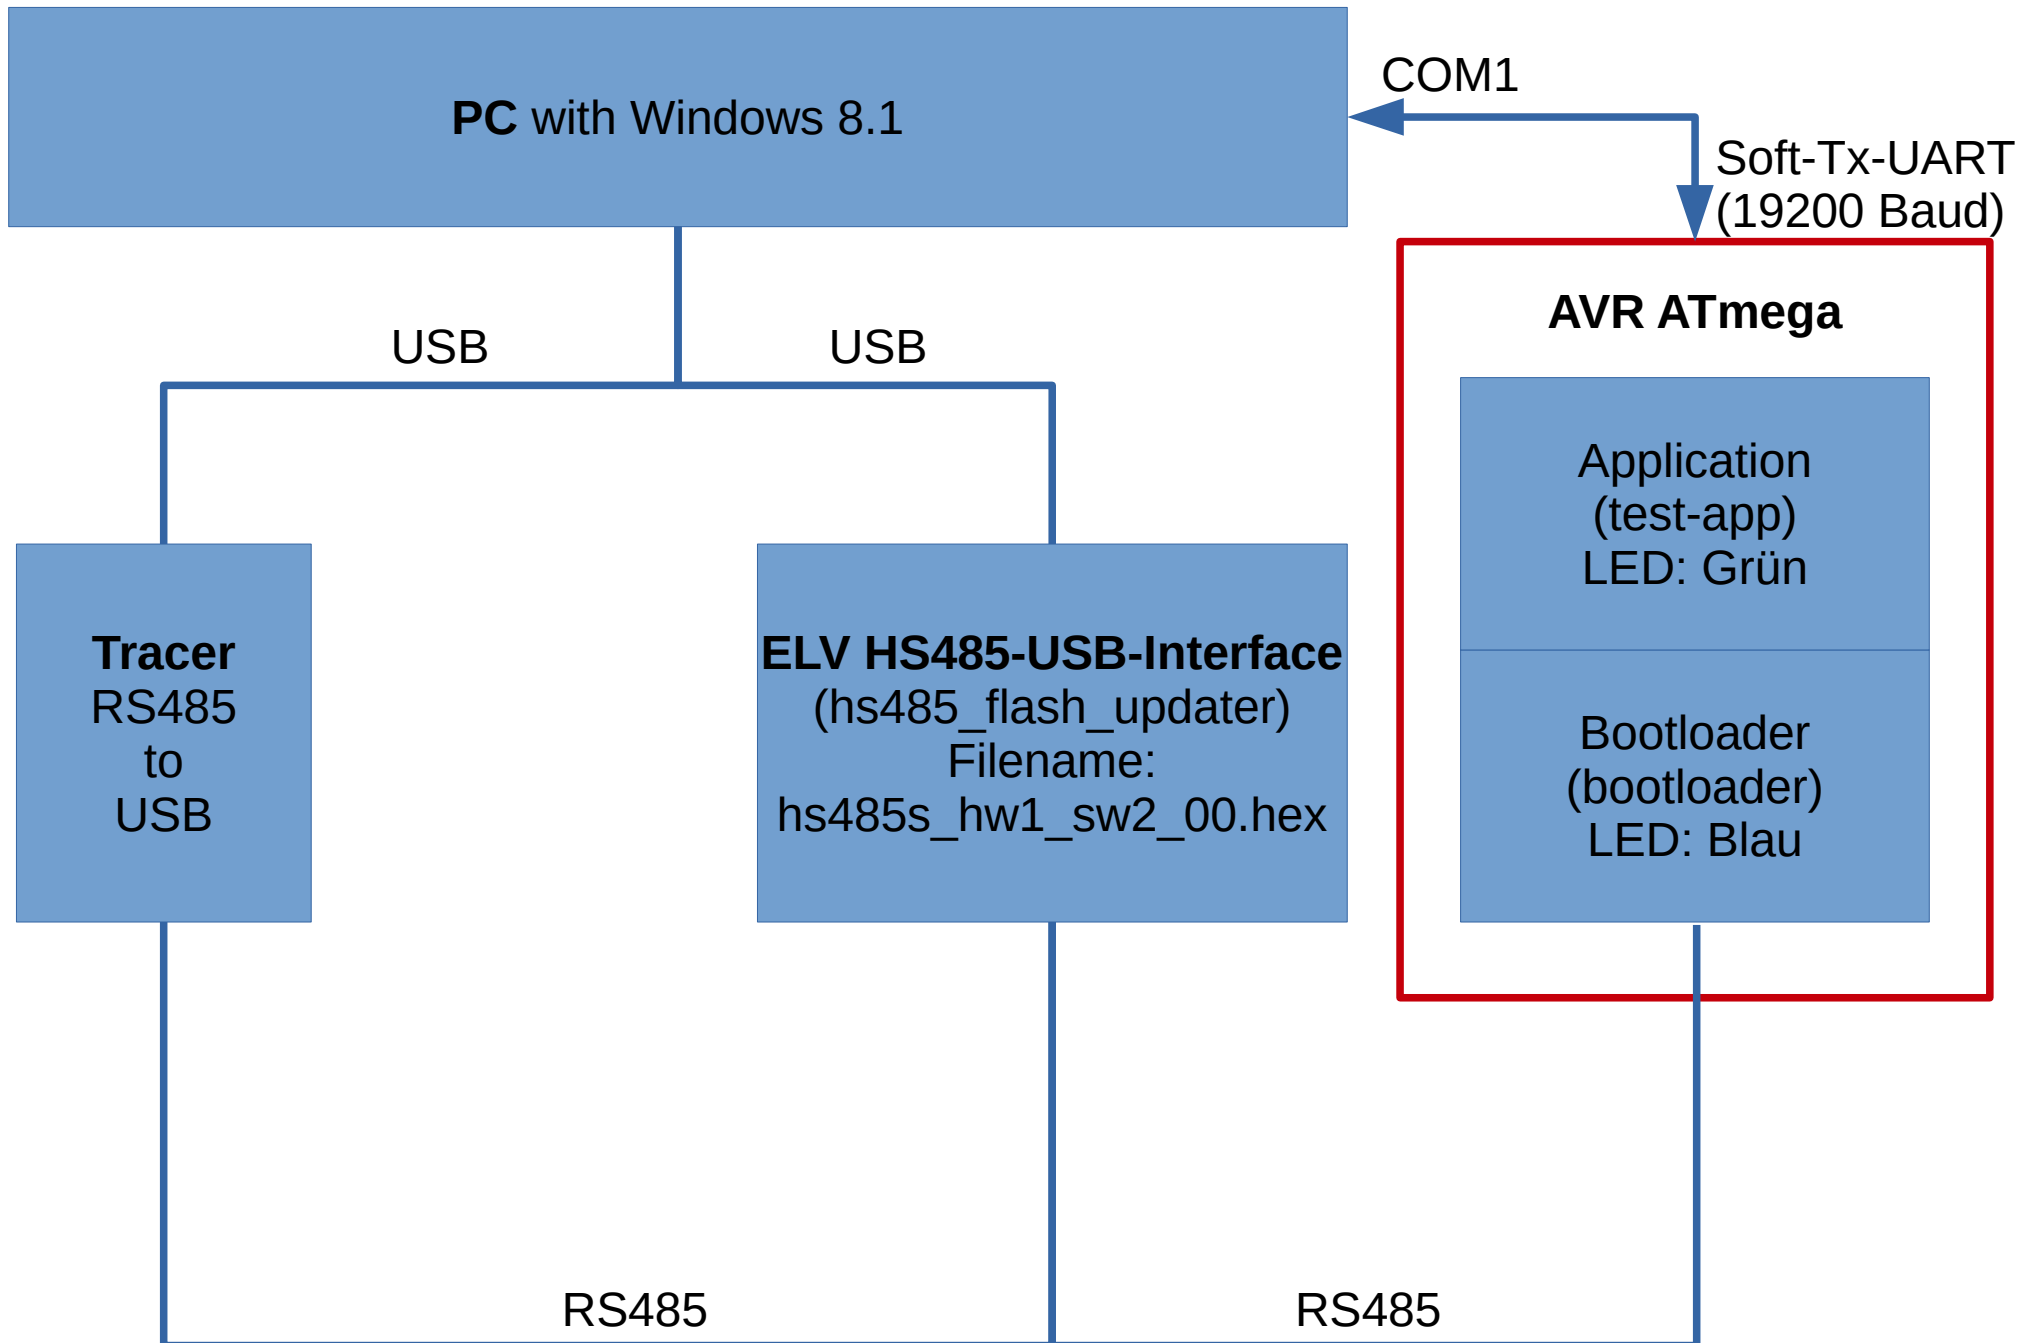 PC with Windows 8.1
COM1
Soft-Tx-UART
(19200 Baud)
AVR ATmega
USB
USB
Application
(test-app)
LED: Grün
Tracer
RS485
to
USB
ELV HS485-USB-Interface
(hs485_flash_updater)
Filename:
hs485s_hw1_sw2_00.hex
Bootloader
(bootloader)
LED: Blau
RS485
RS485